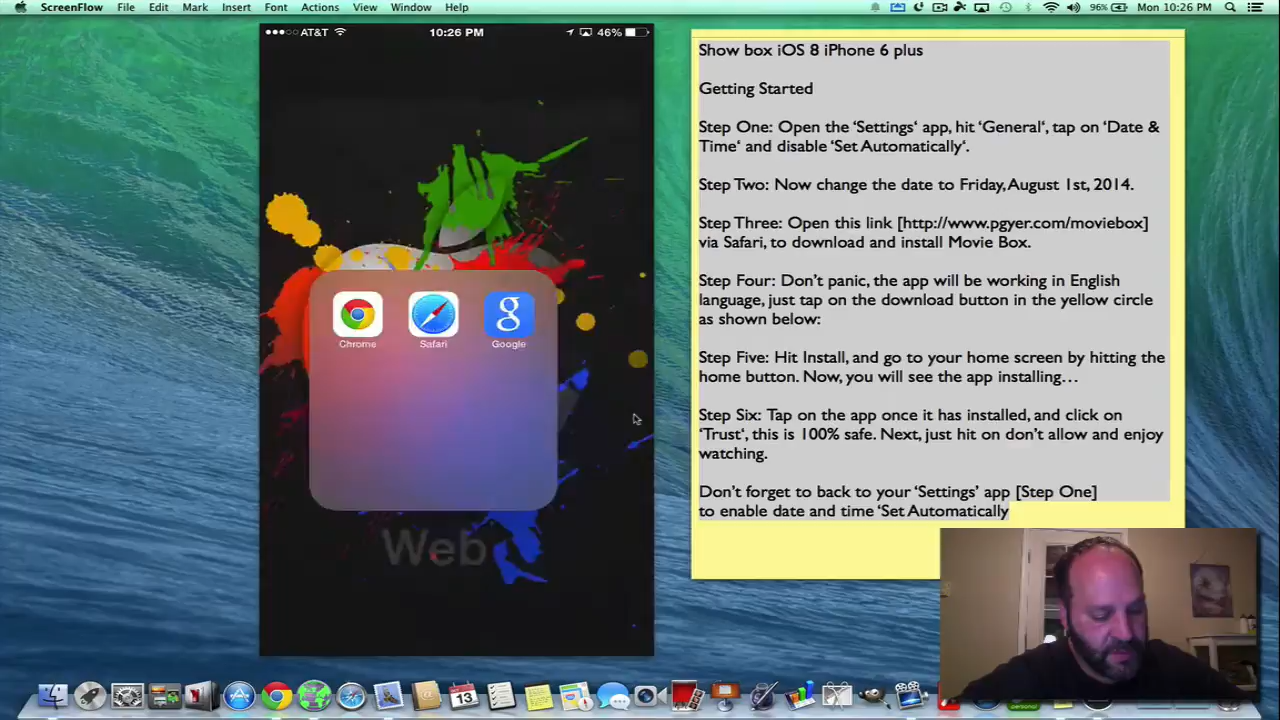 ScreenFlow File Edit Mark Insert Font Actions View Window Help 96% Mon 10:26 PM
AT&T 10:26 PM 46%
Chrome Safari Google
Web
Show box iOS 8 iPhone 6 plus
Getting Started
Step One: Open the ‘Settings‘ app, hit ‘General‘, tap on ‘Date &
Time‘ and disable ‘Set Automatically‘.
Step Two: Now change the date to Friday, August 1st, 2014.
Step Three: Open this link [http://www.pgyer.com/moviebox]
via Safari, to download and install Movie Box.
Step Four: Don’t panic, the app will be working in English
language, just tap on the download button in the yellow circle
as shown below:
Step Five: Hit Install, and go to your home screen by hitting the
home button. Now, you will see the app installing…
Step Six: Tap on the app once it has installed, and click on
‘Trust‘, this is 100% safe. Next, just hit on don’t allow and enjoy
watching.
Don’t forget to back to your ‘Settings’ app [Step One]
to enable date and time ‘Set Automatically
13
personal